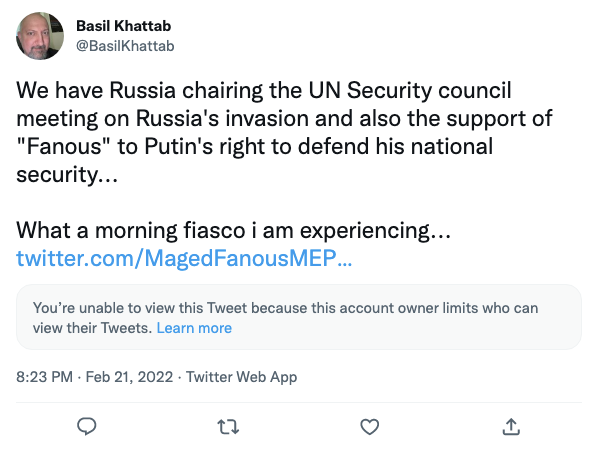 Basil Khattab
@BasilKhattab
We have Russia chairing the UN Security council
meeting on Russia's invasion and also the support of
"Fanous" to Putin's right to defend his national
security...
What a morning fiasco i am experiencing...
twitter.com/MagedFanousMEP...
You're unable to view this Tweet because this account owner limits who can
view their Tweets. Learn more
8:23 PM · Feb 21, 2022 · Twitter Web App